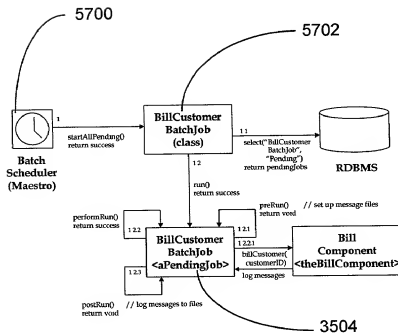 5700
5702
1
startAllPending()
return success
Batch
Scheduler
(Maestro)
BillCustomer
BatchJob
(class)
1.1
select("BillCustomer
BatchJob",
"Pending")
return pendingJobs
RDBMS
1.2
run()
return success
performRun()
return success
1.2.2
preRun()
return void
// set up message files
1.2.1
BillCustomer
BatchJob
<aPendingJob>
1.2.2.1
billCustomer(
customerID)
log messages
Bill
Component
<theBillComponent>
1.2.3
postRun()
return void
// log messages to files
3504